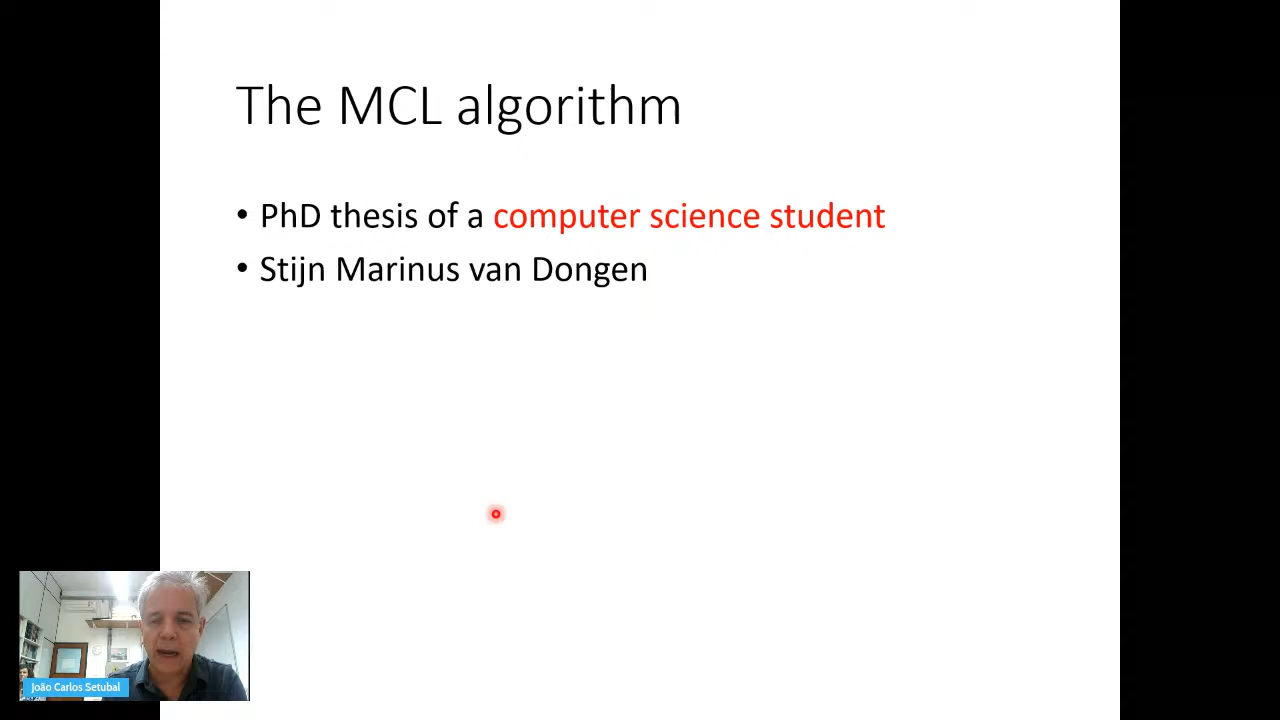 The MCL algorithm
• PhD thesis of a computer science student
• Stijn Marinus van Dongen
João Carlos Setubal